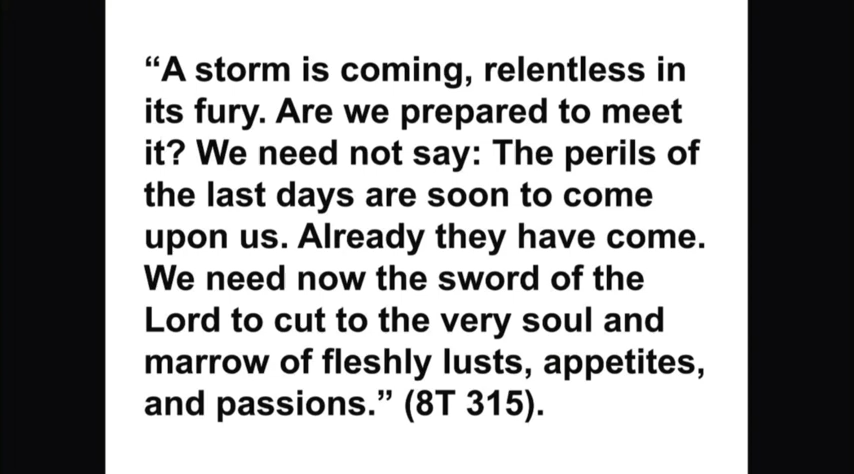 “A storm is coming, relentless in
its fury. Are we prepared to meet
it? We need not say: The perils of
the last days are soon to come
upon us. Already they have come.
We need now the sword of the
Lord to cut to the very soul and
marrow of fleshly lusts, appetites,
and passions.” (8T 315).